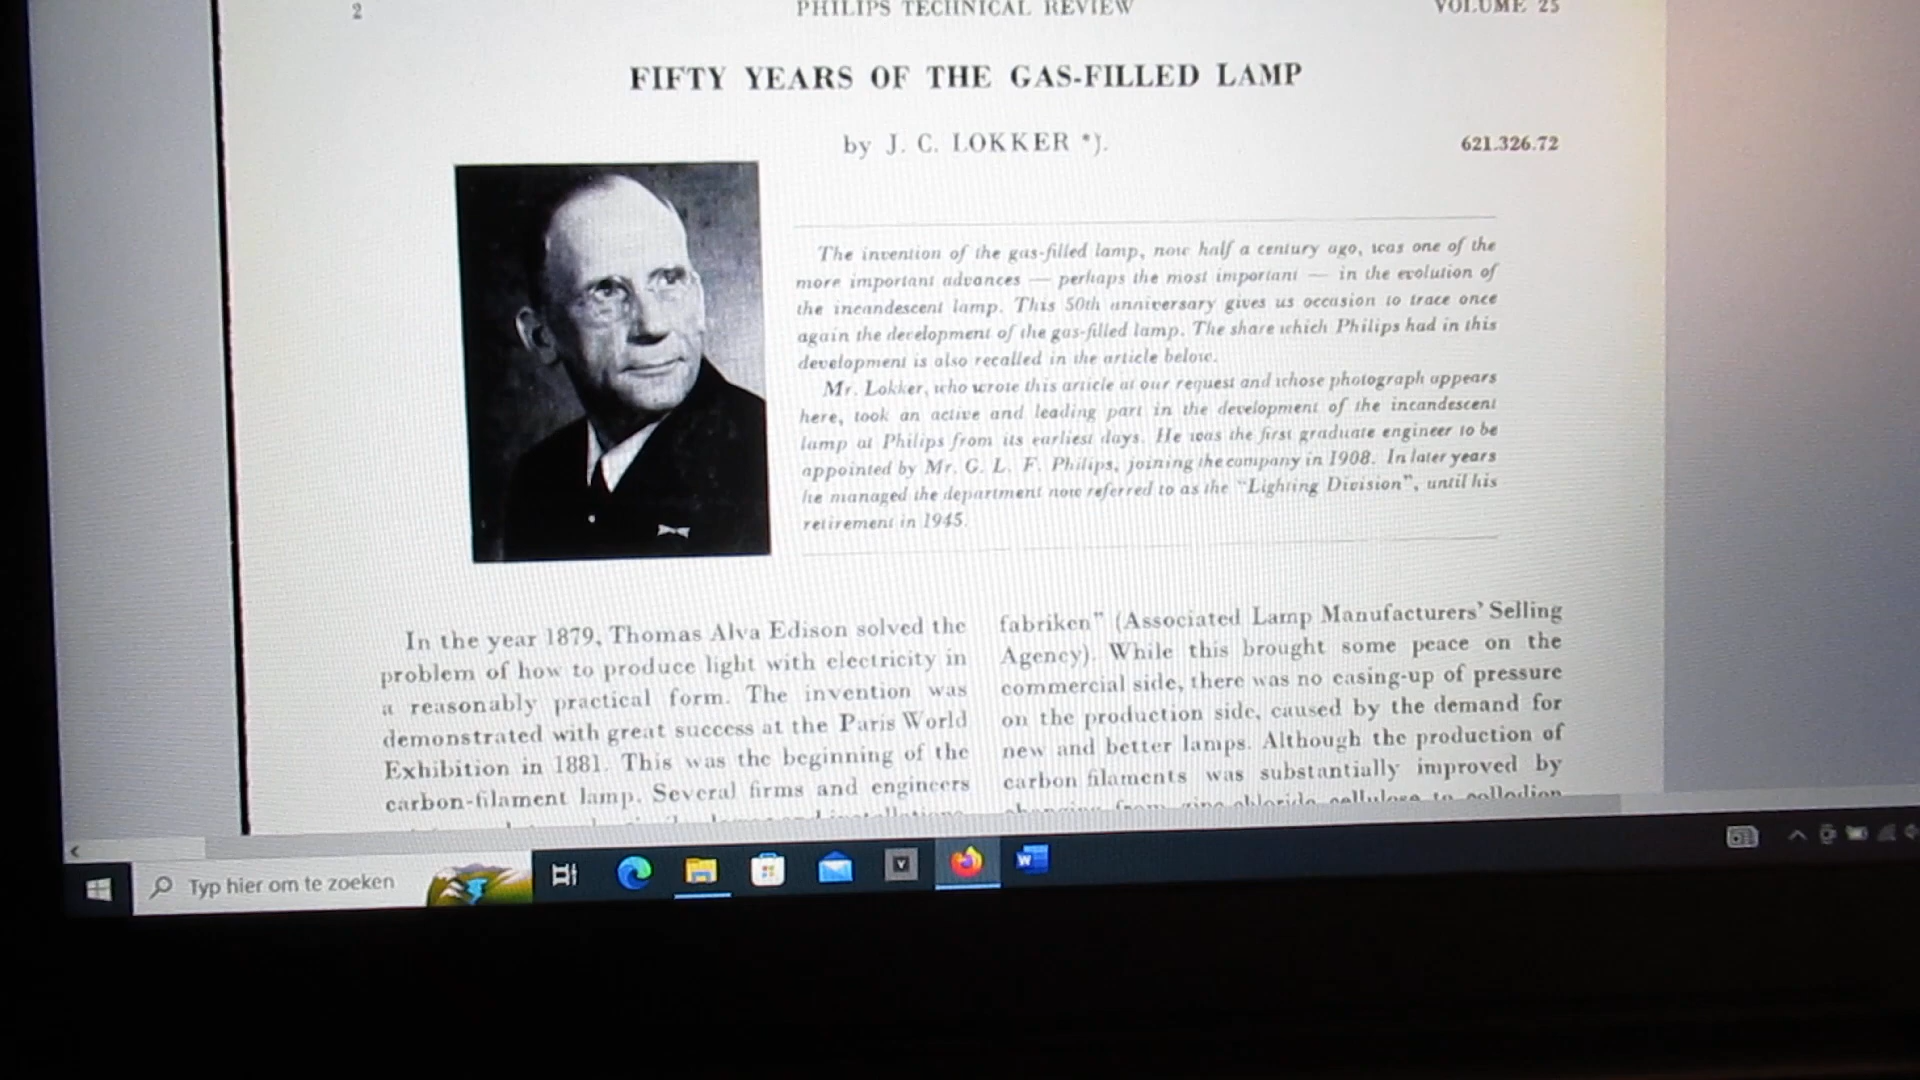 2 PHILIPS TECHNICAL REVIEW VOLUME 25
FIFTY YEARS OF THE GAS-FILLED LAMP
by J. C. LOKKER *). 621.326.72
The invention of the gas-filled lamp, now half a century ago, was one of the
more important advances — perhaps the most important — in the evolution of
the incandescent lamp. This 50th anniversary gives us occasion to trace once
again the development of the gas-filled lamp. The share which Philips had in this
development is also recalled in the article below.
Mr. Lokker, who wrote this article at our request and whose photograph appears
here, took an active and leading part in the development of the incandescent
lamp at Philips from its earliest days. He was the first graduate engineer to be
appointed by Mr. G. L. F. Philips, joining the company in 1908. In later years
he managed the department now referred to as the "Lighting Division", until his
retirement in 1945.
In the year 1879, Thomas Alva Edison solved the
problem of how to produce light with electricity in
a reasonably practical form. The invention was
demonstrated with great success at the Paris World
Exhibition in 1881. This was the beginning of the
carbon-filament lamp. Several firms and engineers
fabriken" (Associated Lamp Manufacturers' Selling
Agency). While this brought some peace on the
commercial side, there was no easing-up of pressure
on the production side, caused by the demand for
new and better lamps. Although the production of
carbon filaments was substantially improved by
changing from zinc chloride cellulose to collodion
Typ hier om te zoeken
W